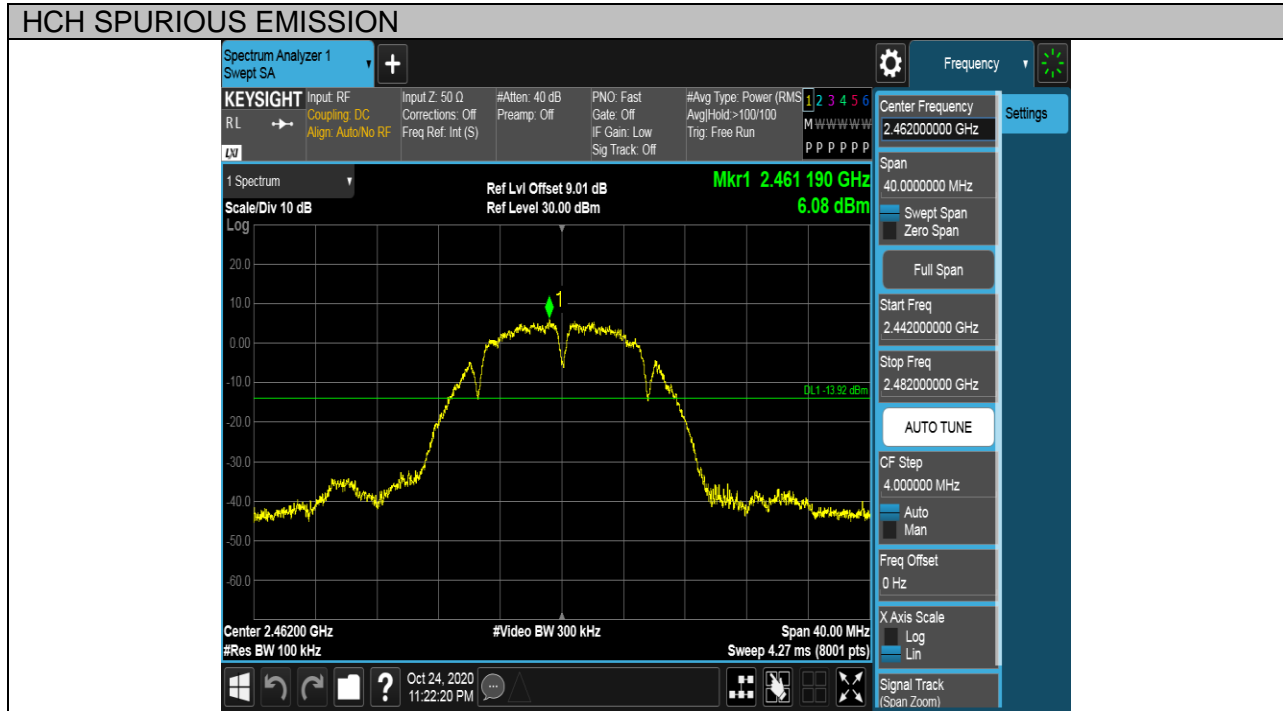 HCH SPURIOUS EMISSION
Spectrum Analyzer 1
Swept SA
+
Frequency
KEYSIGHT
RL
LXI
Input: RF
Coupling: DC
Align: Auto/No RF
Input Z: 50 Ω
Corrections: Off
Freq Ref: Int (S)
#Atten: 40 dB
Preamp: Off
PNO: Fast
Gate: Off
IF Gain: Low
Sig Track: Off
#Avg Type: Power (RMS
Avg|Hold:>100/100
Trig: Free Run
1 2 3 4 5 6
M W W W W W
P P P P P P
1 Spectrum
Scale/Div 10 dB
Log
Ref Lvl Offset 9.01 dB
Ref Level 30.00 dBm
Mkr1 2.461 190 GHz
6.08 dBm
20.0
10.0
0.00
-10.0
-20.0
-30.0
-40.0
-50.0
-60.0
1
DL1 -13.92 dBm
Center 2.46200 GHz
#Res BW 100 kHz
#Video BW 300 kHz
Span 40.00 MHz
Sweep 4.27 ms (8001 pts)
Oct 24, 2020
11:22:20 PM
Center Frequency
2.462000000 GHz
Settings
Span
40.0000000 MHz
Swept Span
Zero Span
Full Span
Start Freq
2.442000000 GHz
Stop Freq
2.482000000 GHz
AUTO TUNE
CF Step
4.000000 MHz
Auto
Man
Freq Offset
0 Hz
X Axis Scale
Log
Lin
Signal Track
(Span Zoom)